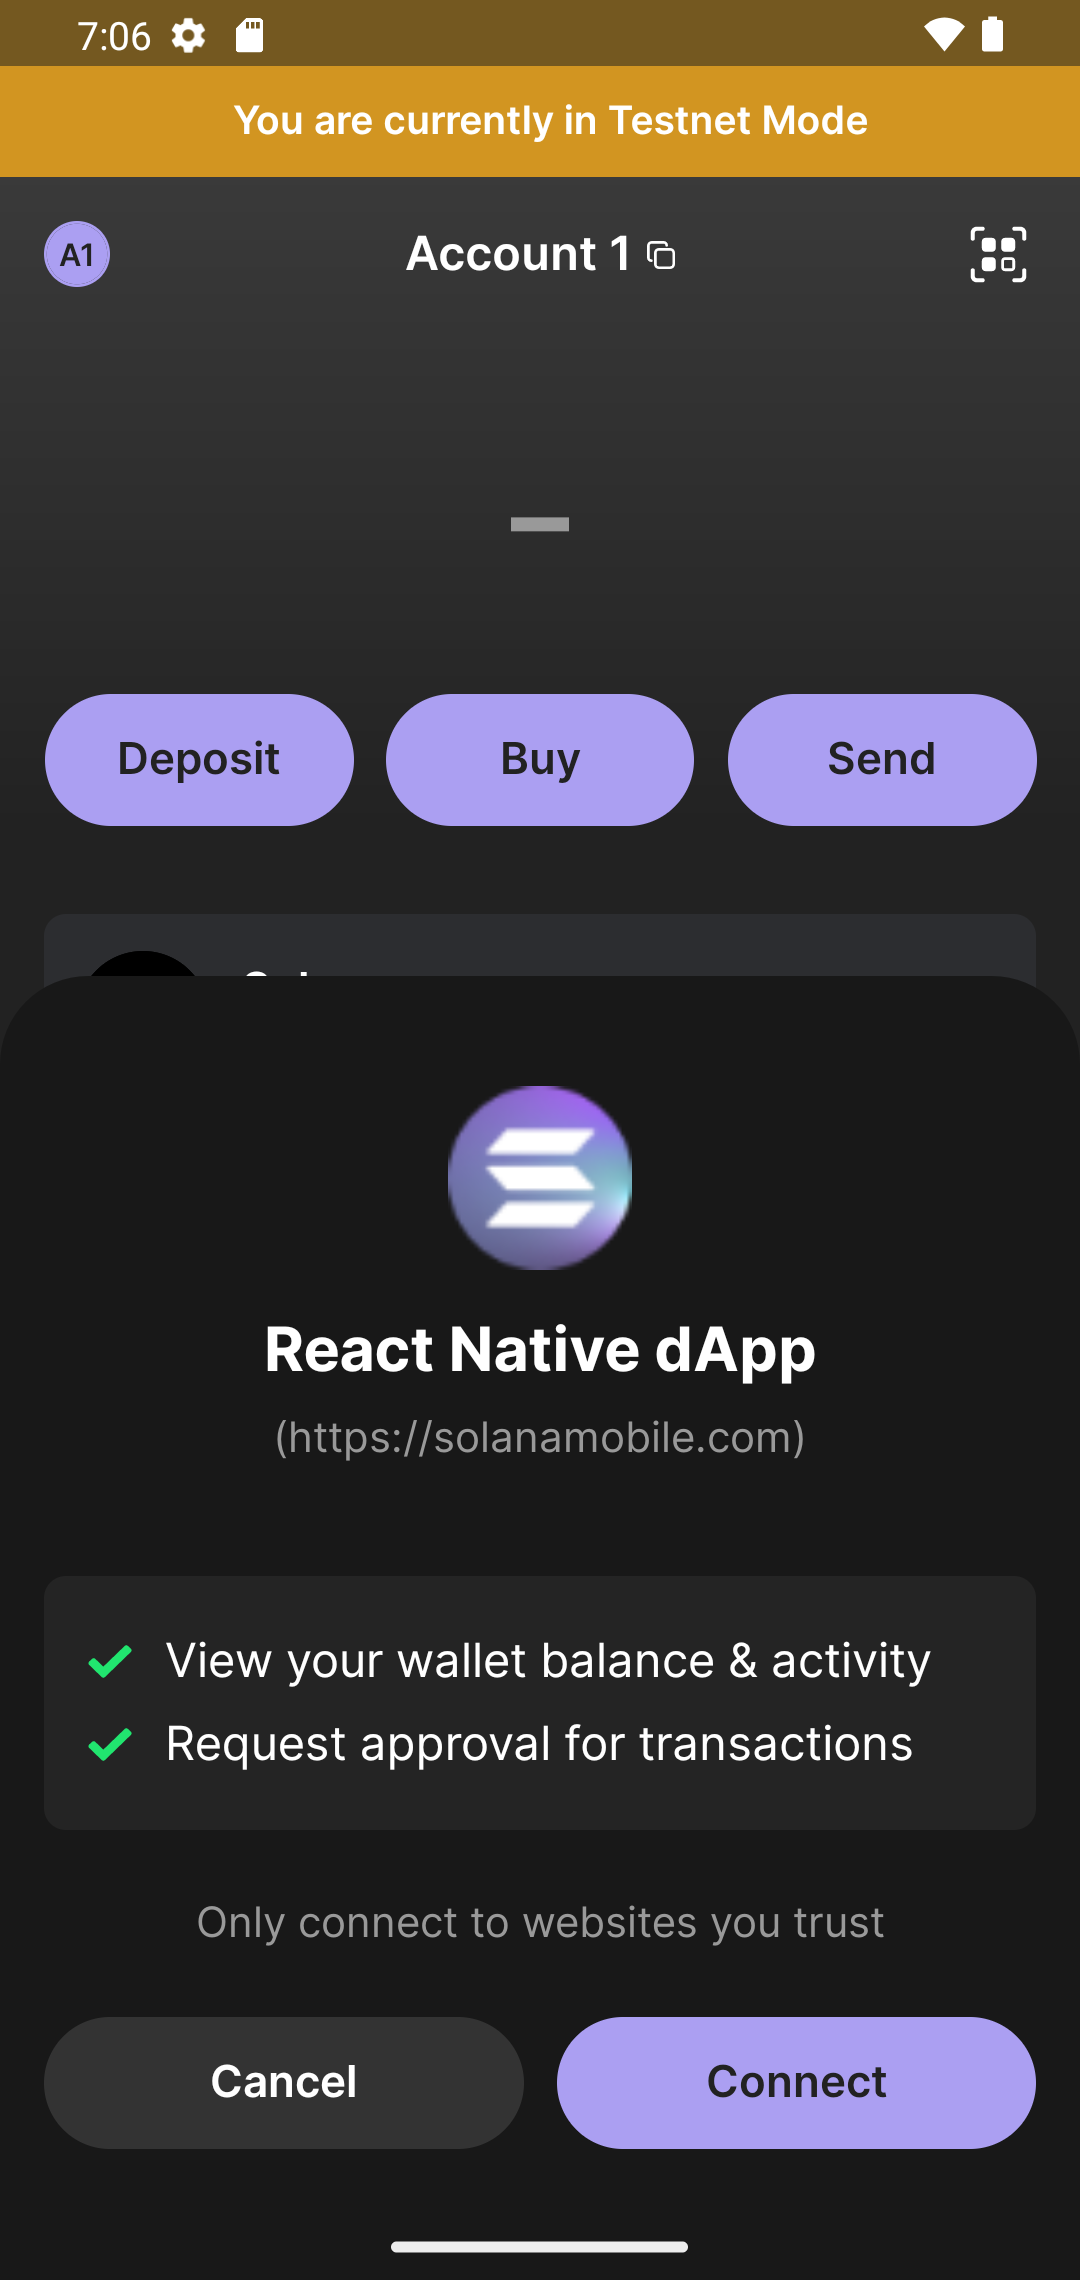 7:06
You are currently in Testnet Mode
A1
Account 1
Deposit
Buy
Send
React Native dApp
(https://solanamobile.com)
View your wallet balance & activity
Request approval for transactions
Only connect to websites you trust
Cancel
Connect